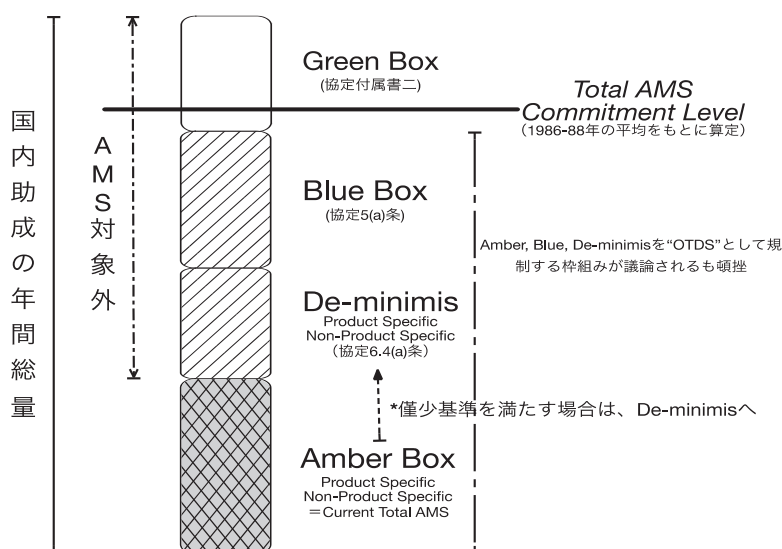 国内助成の年間総量
AMS対象外
Green Box
(協定付属書二)
Total AMS
Commitment Level
(1986-88年の平均をもとに算定)
Blue Box
(協定5(a)条)
Amber, Blue, De-minimisを“OTDS”として規
制する枠組みが議論されるも頓挫
De-minimis
Product Specific
Non-Product Specific
(協定6.4(a)条)
*僅少基準を満たす場合は、De-minimisへ
Amber Box
Product Specific
Non-Product Specific
=Current Total AMS